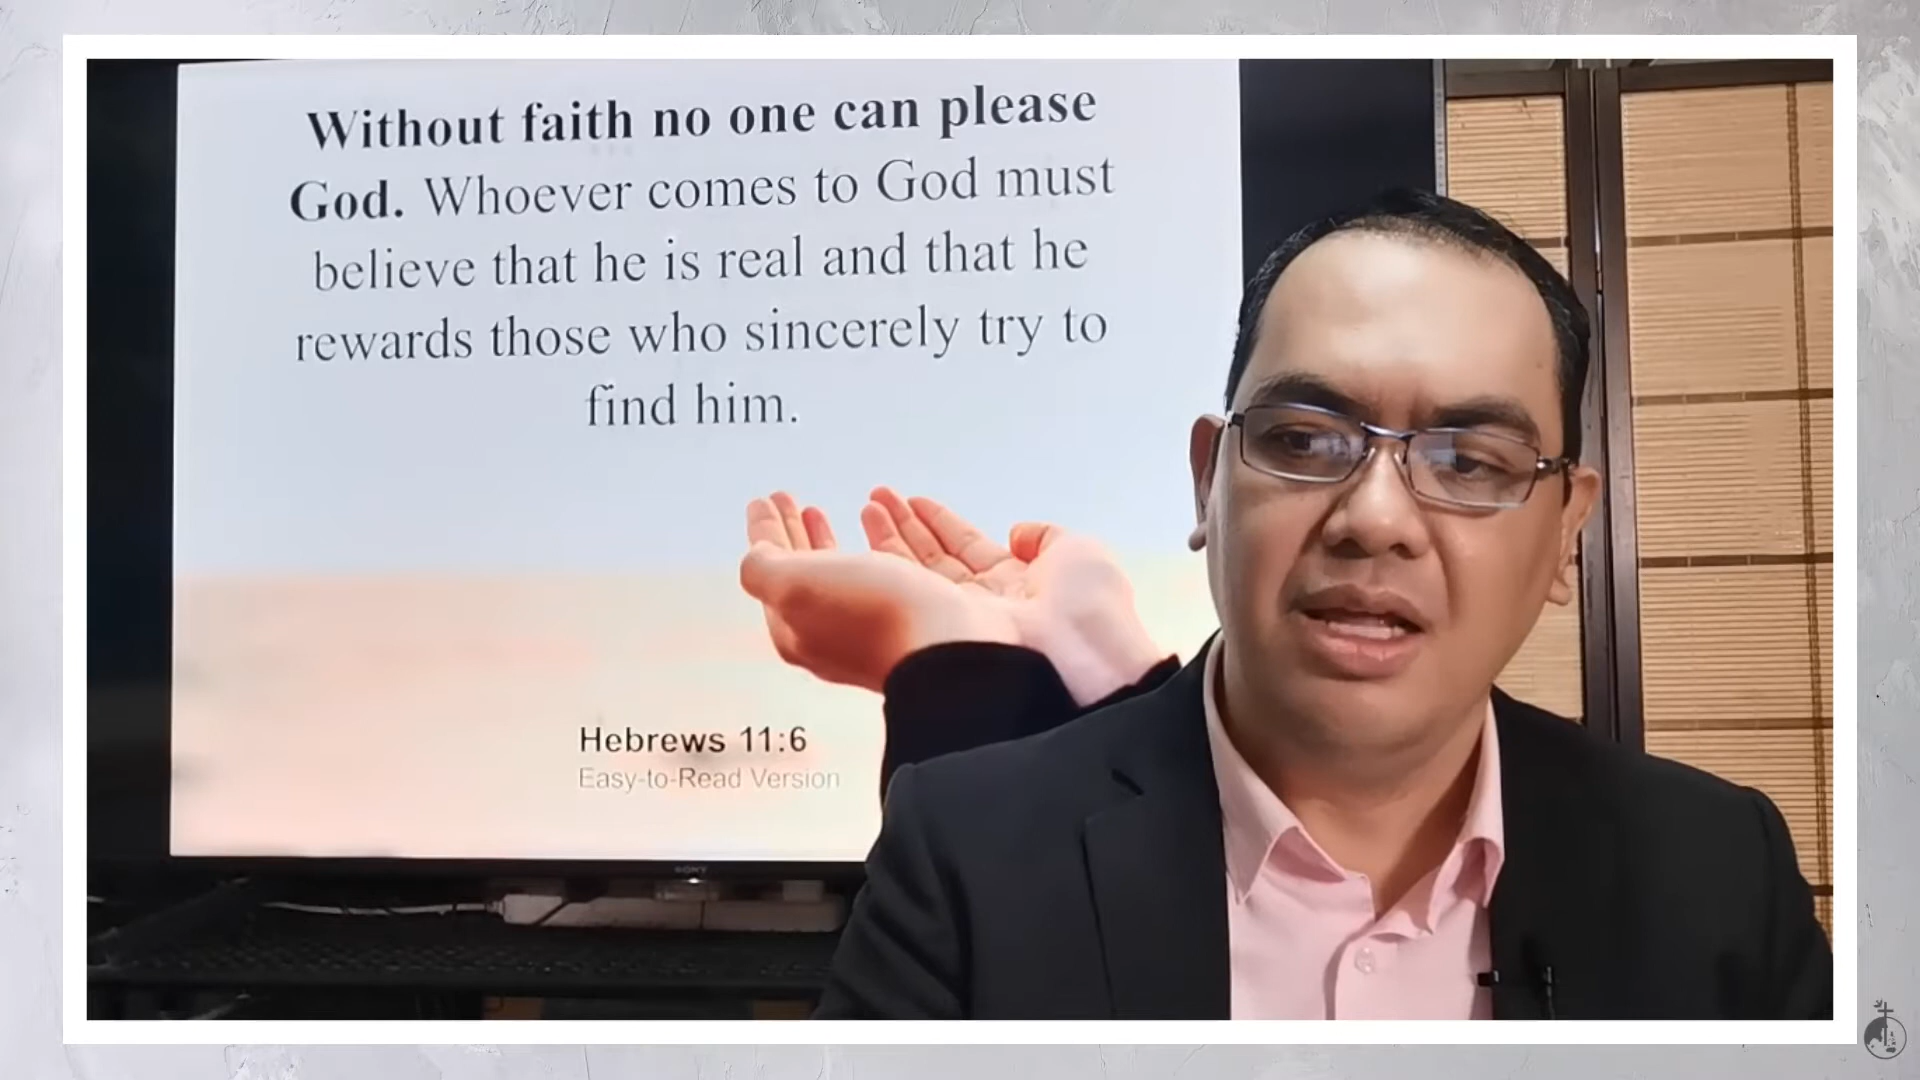 Without faith no one can please
God. Whoever comes to God must
believe that he is real and that he
rewards those who sincerely try to
find him.
Hebrews 11:6
Easy-to-Read Version
SONY